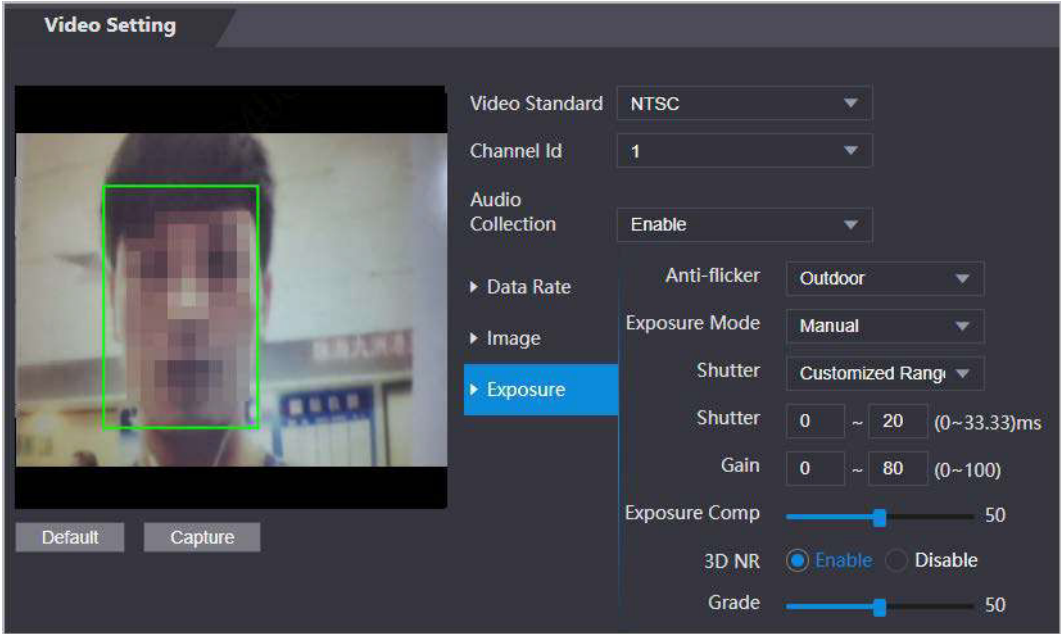 Video Setting
Video Standard NTSC
Channel Id 1
Audio
Collection Enable
Data Rate
Image
Exposure
Anti-flicker Outdoor
Exposure Mode Manual
Shutter Customized Rang
Shutter 0 ~ 20 (0~33.33)ms
Gain 0 ~ 80 (0~100)
Exposure Comp 50
3D NR Enable Disable
Grade 50
Default Capture